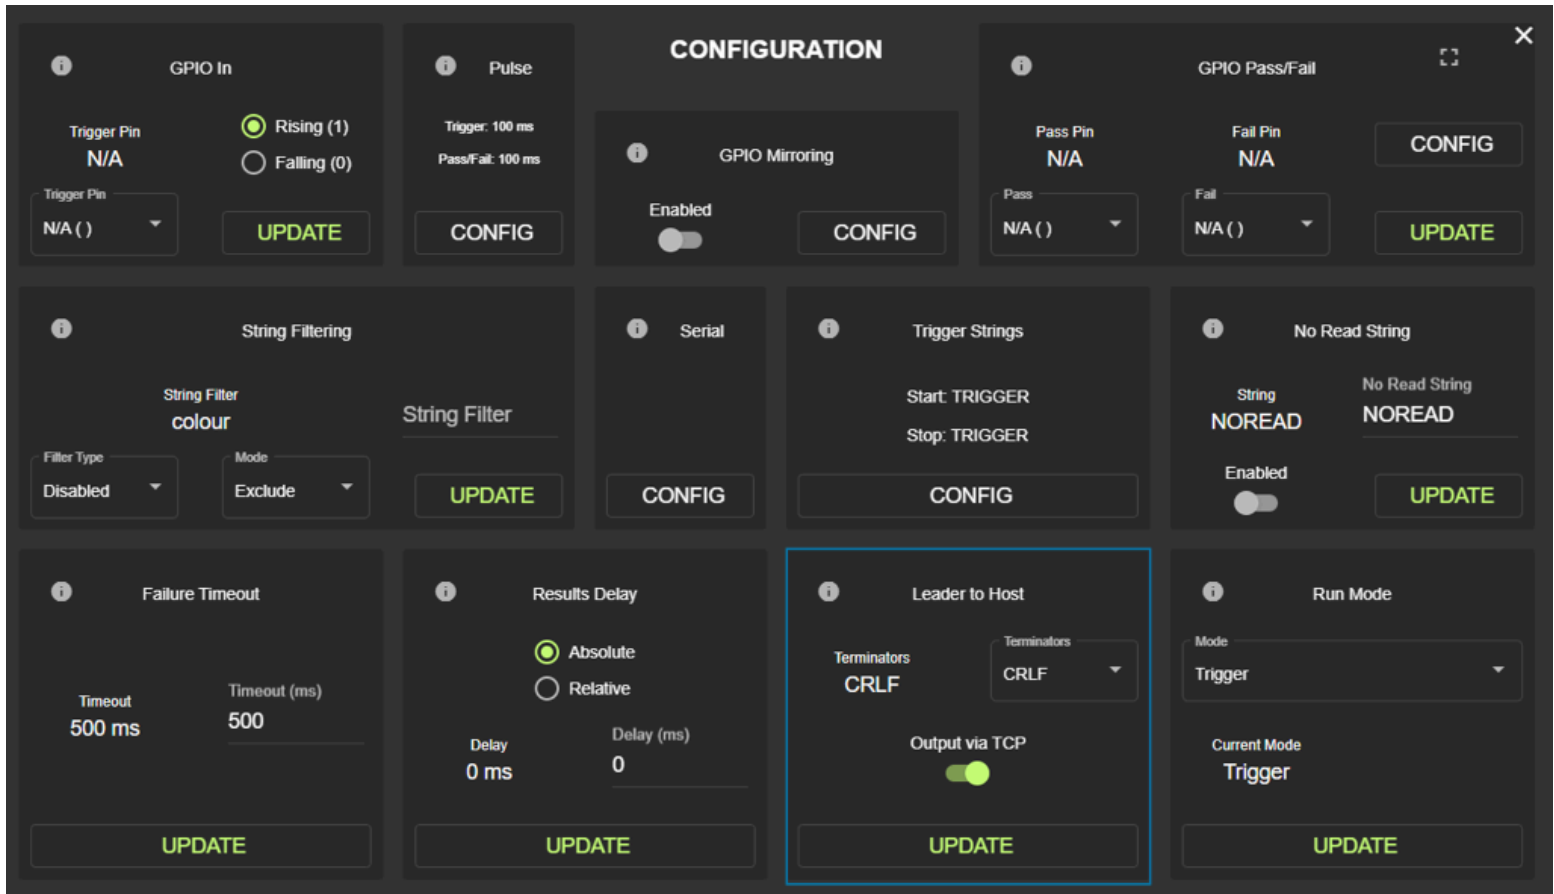 CONFIGURATION
GPIO In
Trigger Pin
N/A
Rising (1)
Falling (0)
Trigger Pin
N/A ( )
UPDATE
Pulse
Trigger: 100 ms
Pass/Fail: 100 ms
CONFIG
GPIO Mirroring
Enabled
CONFIG
GPIO Pass/Fail
Pass Pin
N/A
Fail Pin
N/A
CONFIG
Pass
N/A ( )
Fail
N/A ( )
UPDATE
String Filtering
String Filter
colour
String Filter
Filter Type
Disabled
Mode
Exclude
UPDATE
Serial
CONFIG
Trigger Strings
Start: TRIGGER
Stop: TRIGGER
CONFIG
No Read String
String
NOREAD
No Read String
NOREAD
Enabled
UPDATE
Failure Timeout
Timeout
500 ms
Timeout (ms)
500
UPDATE
Results Delay
Absolute
Relative
Delay
0 ms
Delay (ms)
0
UPDATE
Leader to Host
Terminators
CRLF
Terminators
CRLF
Output via TCP
UPDATE
Run Mode
Mode
Trigger
Current Mode
Trigger
UPDATE